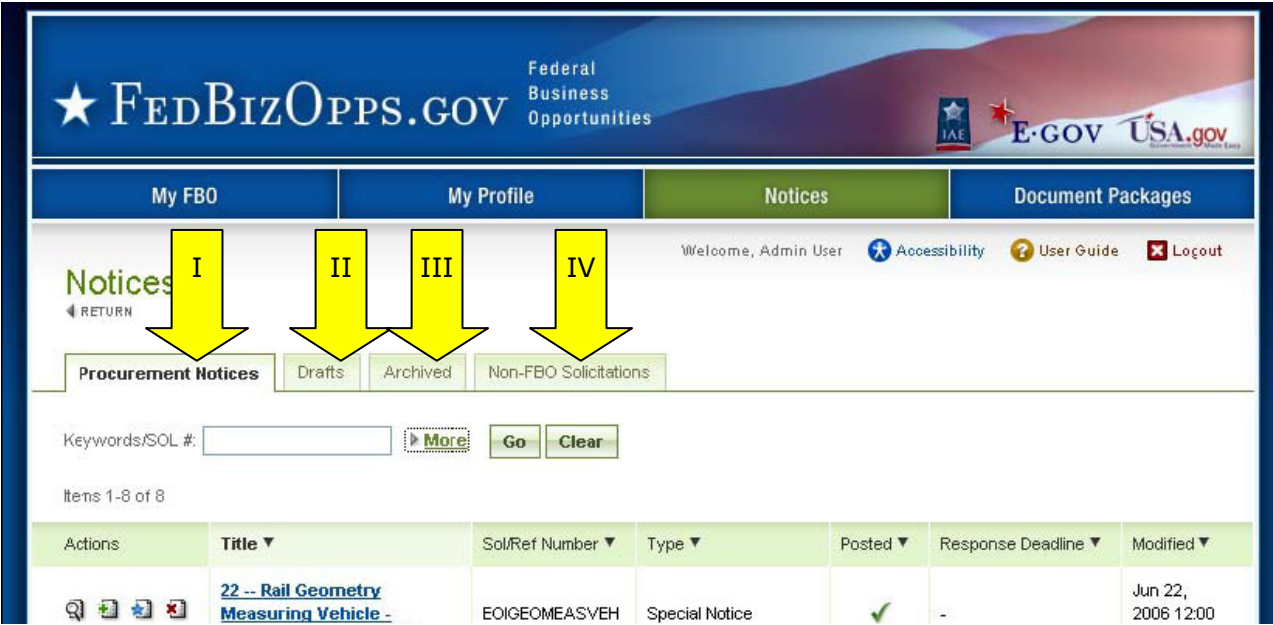 ★ FEDBIZOPPS.GOV
Federal
Business
Opportunities
IAE
E·GOV
USA.gov
Government Made Easy
My FBO
My Profile
Notices
Document Packages
Welcome, Admin User
Accessibility
User Guide
Logout
I
II
III
IV
Notices
RETURN
Procurement Notices
Drafts
Archived
Non-FBO Solicitations
Keywords/SOL #:
More
Go
Clear
Items 1-8 of 8
Actions
Title ▼
Sol/Ref Number ▼
Type ▼
Posted ▼
Response Deadline ▼
Modified ▼
22 -- Rail Geometry
Measuring Vehicle -
EOIGEOMEASVEH
Special Notice
-
Jun 22,
2006 12:00